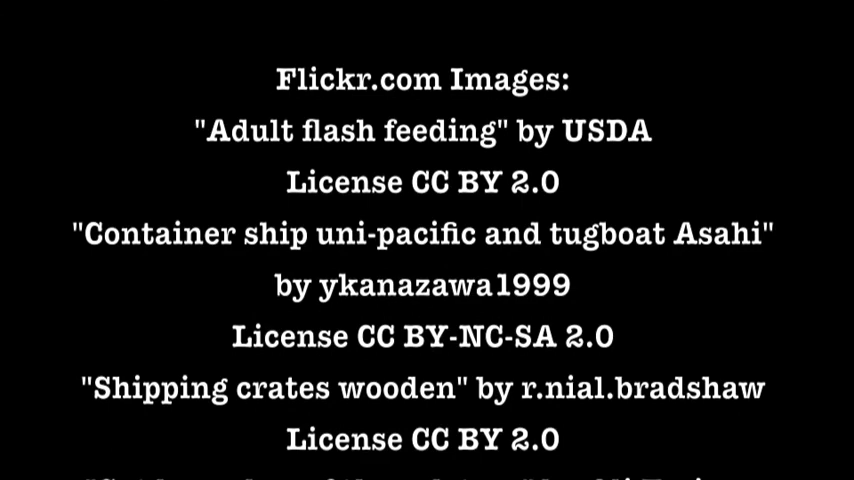 Flickr.com Images:
"Adult flash feeding" by USDA
License CC BY 2.0
"Container ship uni-pacific and tugboat Asahi"
by ykanazawa1999
License CC BY-NC-SA 2.0
"Shipping crates wooden" by r.nial.bradshaw
License CC BY 2.0